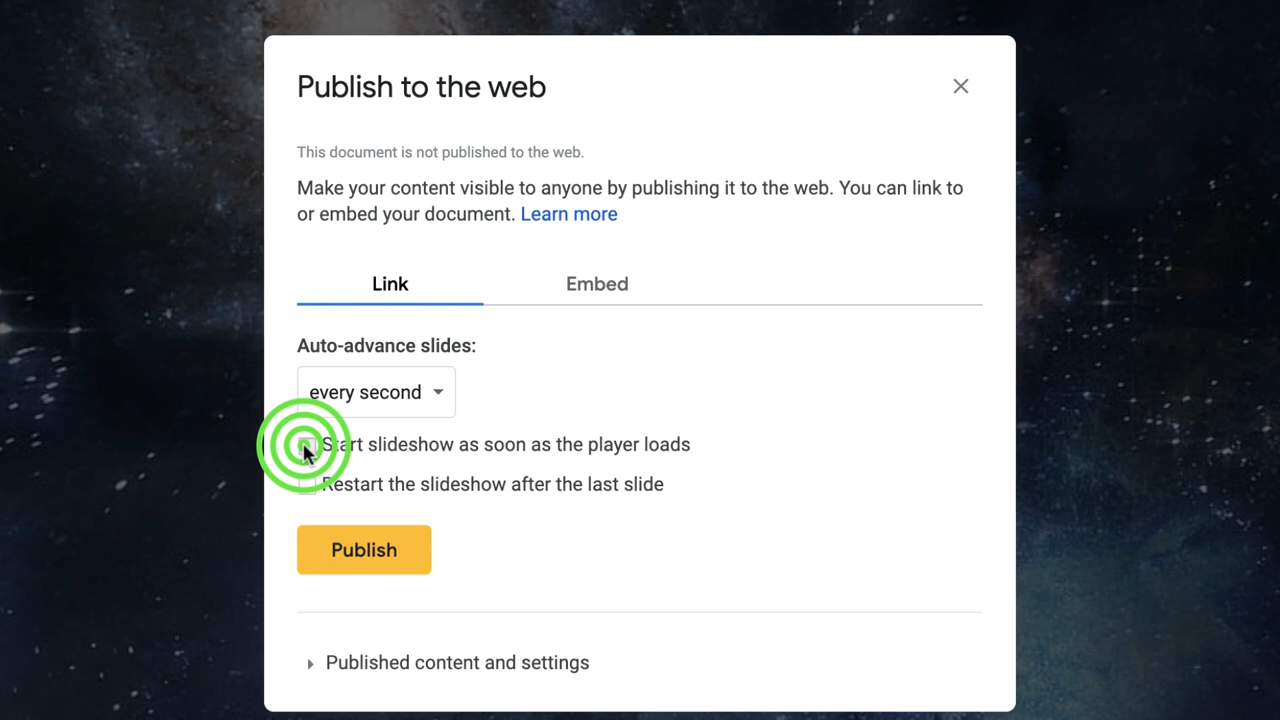 Publish to the web
This document is not published to the web.
Make your content visible to anyone by publishing it to the web. You can link to
or embed your document. Learn more
Link
Embed
Auto-advance slides:
every second
Start slideshow as soon as the player loads
Restart the slideshow after the last slide
Publish
Published content and settings